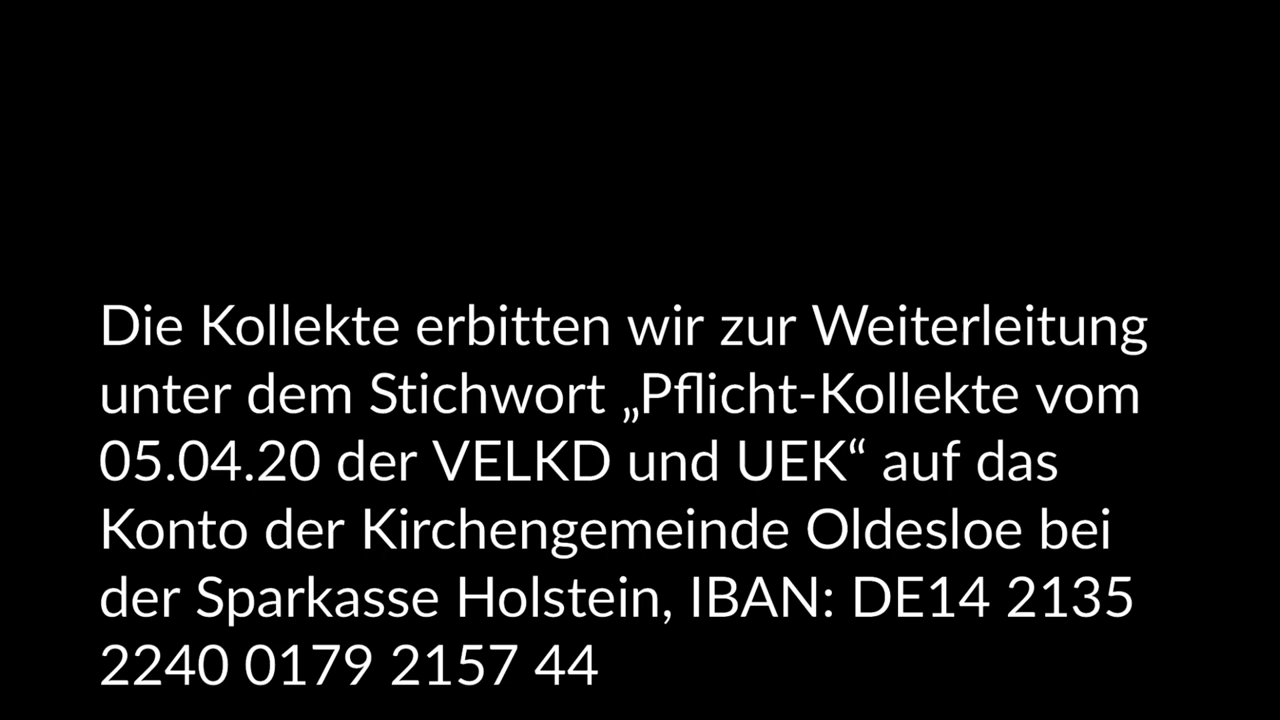 Die Kollekte erbitten wir zur Weiterleitung
unter dem Stichwort „Pflicht-Kollekte vom
05.04.20 der VELKD und UEK“ auf das
Konto der Kirchengemeinde Oldesloe bei
der Sparkasse Holstein, IBAN: DE14 2135
2240 0179 2157 44